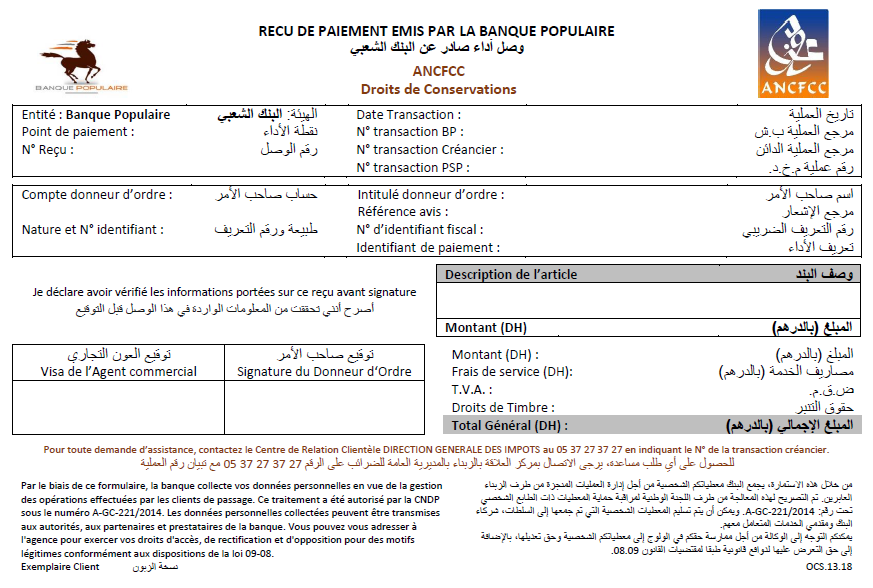 RECU DE PAIEMENT EMIS PAR LA BANQUE POPULAIRE
وصل أداء صادر عن البنك الشعبي
BANQUE POPULAIRE
ANCFCC
Droits de Conservations
ANCFCC
Entité : Banque Populaire الهيئة: البنك الشعبي
Point de paiement : نقطة الأداء
N° Reçu : رقم الوصل
Date Transaction : تاريخ العملية
N° transaction BP : مرجع العملية ب.ش
N° transaction Créancier : مرجع العملية الدائن
N° transaction PSP : رقم عملية م.خ.د.
Compte donneur d'ordre : حساب صاحب الأمر
Nature et N° identifiant : طبيعة ورقم التعريف
Intitulé donneur d'ordre : اسم صاحب الأمر
Référence avis : مرجع الإشعار
N° d'identifiant fiscal : رقم التعريف الضريبي
Identifiant de paiement : تعريف الأداء
Je déclare avoir vérifié les informations portées sur ce reçu avant signature
أصرح أنني تحققت من المعلومات الواردة في هذا الوصل قبل التوقيع
Description de l'article وصف البند
Montant (DH) المبلغ (بالدرهم)
توقيع العون التجاري
Visa de l'Agent commercial
توقيع صاحب الأمر
Signature du Donneur d'Ordre
Montant (DH) : المبلغ (بالدرهم)
Frais de service (DH): مصاريف الخدمة (بالدرهم)
T.V.A. : ض.ق.م.
Droits de Timbre : حقوق التنبر
Total Général (DH) : المبلغ الإجمالي (بالدرهم)
Pour toute demande d'assistance, contactez le Centre de Relation Clientèle DIRECTION GENERALE DES IMPOTS au 05 37 27 37 27 en indiquant le N° de la transaction créancier.
للحصول على أي طلب مساعدة، يرجى الاتصال بمركز العلاقة بالزبناء بالمديرية العامة للضرائب على الرقم 27 37 27 37 05 مع تبيان رقم العملية
Par le biais de ce formulaire, la banque collecte vos données personnelles en vue de la gestion
des opérations effectuées par les clients de passage. Ce traitement a été autorisé par la CNDP
sous le numéro A-GC-221/2014. Les données personnelles collectées peuvent être transmises
aux autorités, aux partenaires et prestataires de la banque. Vous pouvez vous adresser à
l'agence pour exercer vos droits d'accès, de rectification et d'opposition pour des motifs
légitimes conformément aux dispositions de la loi 09-08.
من خلال هذه الاستمارة، يجمع البنك معطياتكم الشخصية من أجل إدارة العمليات المنجزة من طرف الزبناء
العابرين. تم التصريح لهذه المعالجة من طرف اللجنة الوطنية لمراقبة حماية المعطيات ذات الطابع الشخصي
تحت رقم: A-GC-221/2014. ويمكن أن يتم تسليم المعطيات الشخصية التي تم جمعها إلى السلطات، شركاء
البنك ومقدمي الخدمات المتعامل معهم.
يمكنكم التوجه إلى الوكالة من أجل ممارسة حقكم في الولوج إلى معطياتكم الشخصية وحق تعديلها، بالإضافة
إلى حق التعرض عليها لدوافع قانونية طبقا لمقتضيات القانون 08.09
Exemplaire Client نسخة الزبون
OCS.13.18